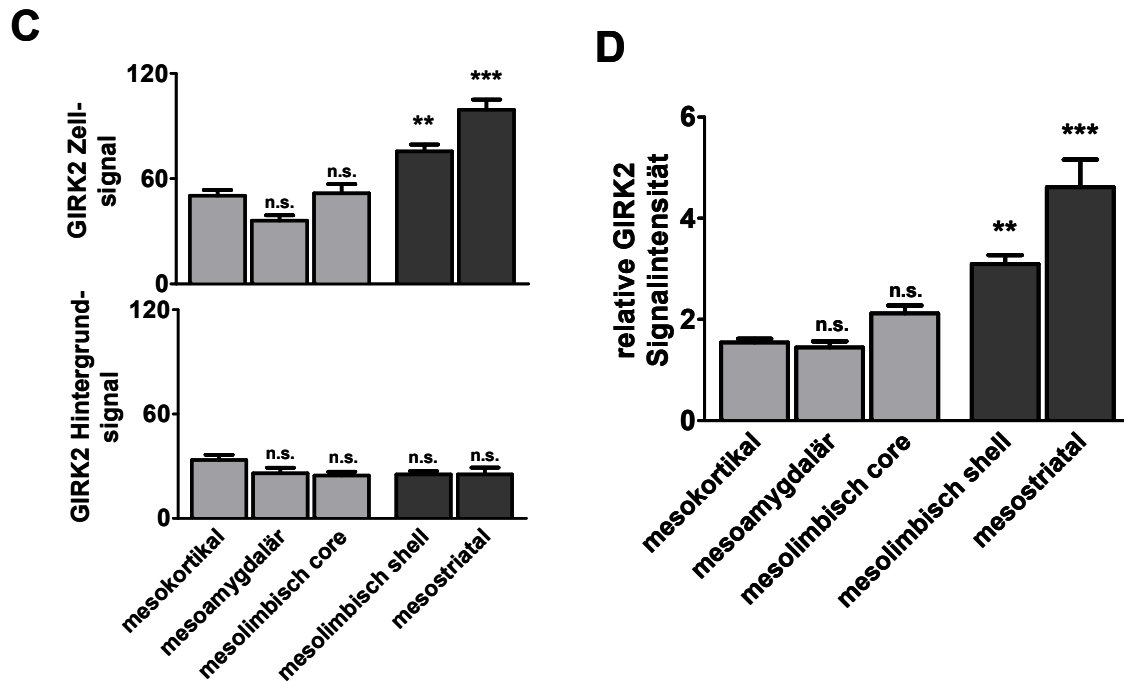 C
GIRK2 Zell-
signal
120
60
0
n.s.
n.s.
**
***
GIRK2 Hintergrund-
signal
120
60
0
n.s.
n.s.
n.s.
n.s.
mesokortikal
mesoamygdalär
mesolimbisch core
mesolimbisch shell
mesostriatal
D
relative GIRK2
Signalintensität
6
4
2
0
n.s.
n.s.
**
***
mesokortikal
mesoamygdalär
mesolimbisch core
mesolimbisch shell
mesostriatal